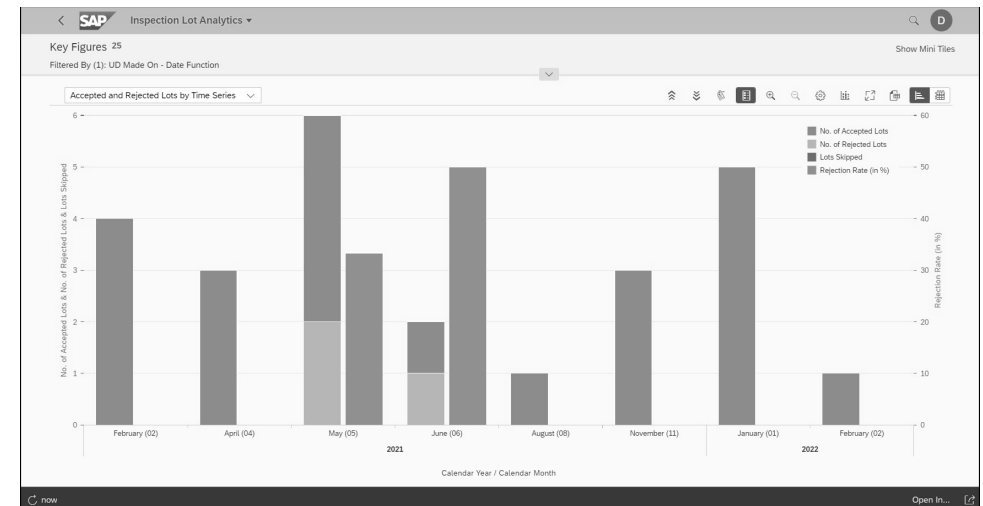 SAP Inspection Lot Analytics D
Key Figures 25
Show Mini Tiles
Filtered By (1): UD Made On - Date Function
Accepted and Rejected Lots by Time Series
No. of Accepted Lots & No. of Rejected Lots & Lots Skipped
6
5
4
3
2
1
0
No. of Accepted Lots
No. of Rejected Lots
Lots Skipped
Rejection Rate (in %)
60
50
40
30
20
10
0
Rejection Rate (in %)
February (02) April (04) May (05) June (06) August (08) November (11) January (01) February (02)
2021 2022
Calendar Year / Calendar Month
now Open In...